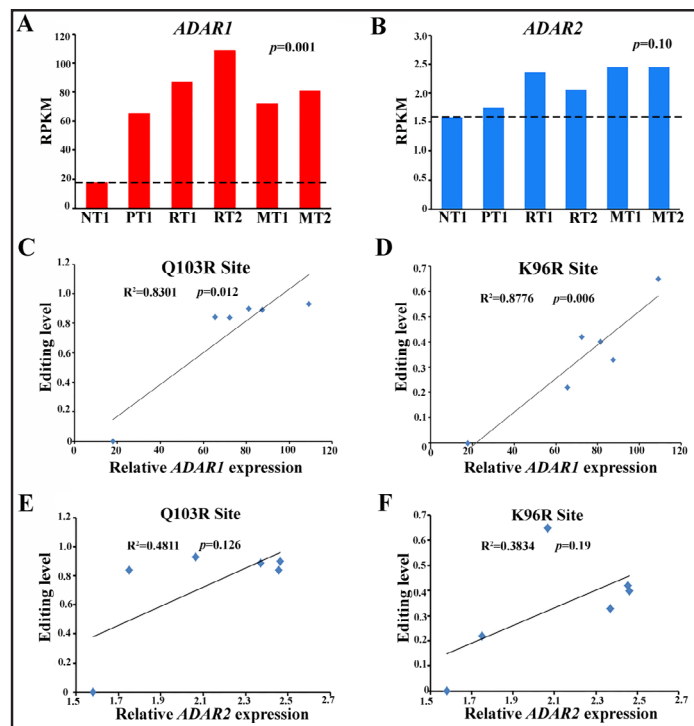 A
ADAR1
p=0.001
RPKM
120
100
80
60
40
20
0
NT1 PT1 RT1 RT2 MT1 MT2
B
ADAR2
p=0.10
RPKM
3.0
2.5
2.0
1.5
1.0
0.5
0.0
NT1 PT1 RT1 RT2 MT1 MT2
C
Q103R Site
R²=0.8301 p=0.012
Editing level
1.2
1.0
0.8
0.6
0.4
0.2
0
0 20 40 60 80 100 120
Relative ADAR1 expression
D
K96R Site
R²=0.8776 p=0.006
Editing level
0.7
0.6
0.5
0.4
0.3
0.2
0.1
0
0 20 40 60 80 100 120
Relative ADAR1 expression
E
Q103R Site
R²=0.4811 p=0.126
Editing level
1.2
1.0
0.8
0.6
0.4
0.2
0
1.5 1.7 1.9 2.1 2.3 2.5 2.7
Relative ADAR2 expression
F
K96R Site
R²=0.3834 p=0.19
Editing level
0.7
0.6
0.5
0.4
0.3
0.2
0.1
0
1.5 1.7 1.9 2.1 2.3 2.5 2.7
Relative ADAR2 expression